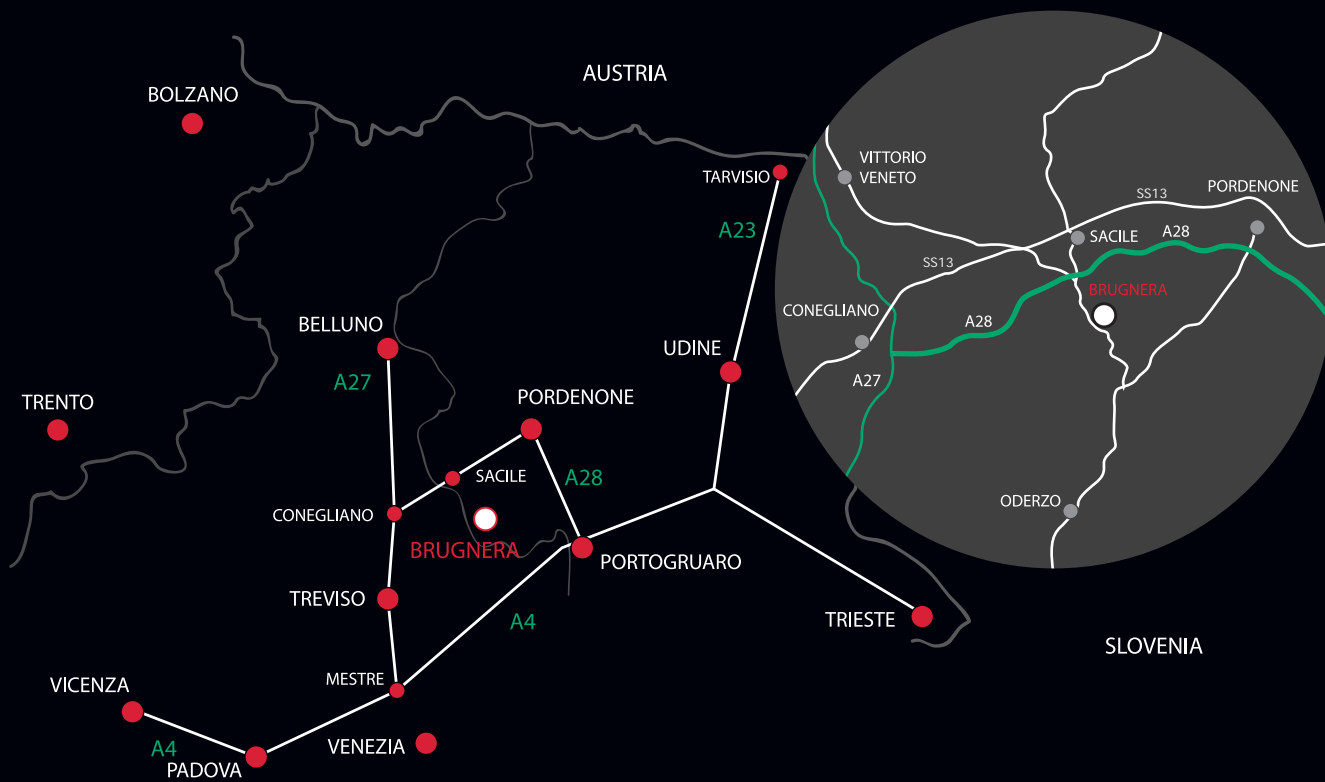 AUSTRIA
BOLZANO
TARVISIO
A23
BELLUNO
A27
UDINE
TRENTO
PORDENONE
SACILE
A28
CONEGLIANO
BRUGNERA
PORTOGRUARO
TREVISO
A4
TRIESTE
SLOVENIA
MESTRE
VICENZA
A4
PADOVA
VENEZIA
VITTORIO
VENETO
SS13
PORDENONE
SACILE
A28
SS13
BRUGNERA
CONEGLIANO
A28
A27
ODERZO